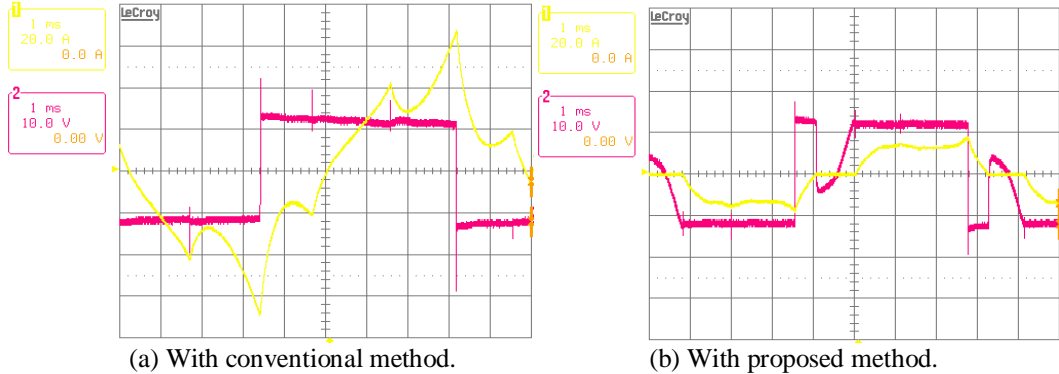 1
1 ms
20.0 A
0.0 A
2
1 ms
10.0 V
0.00 V
LeCroy
(a) With conventional method.
1
1 ms
20.0 A
0.0 A
2
1 ms
10.0 V
0.00 V
LeCroy
(b) With proposed method.